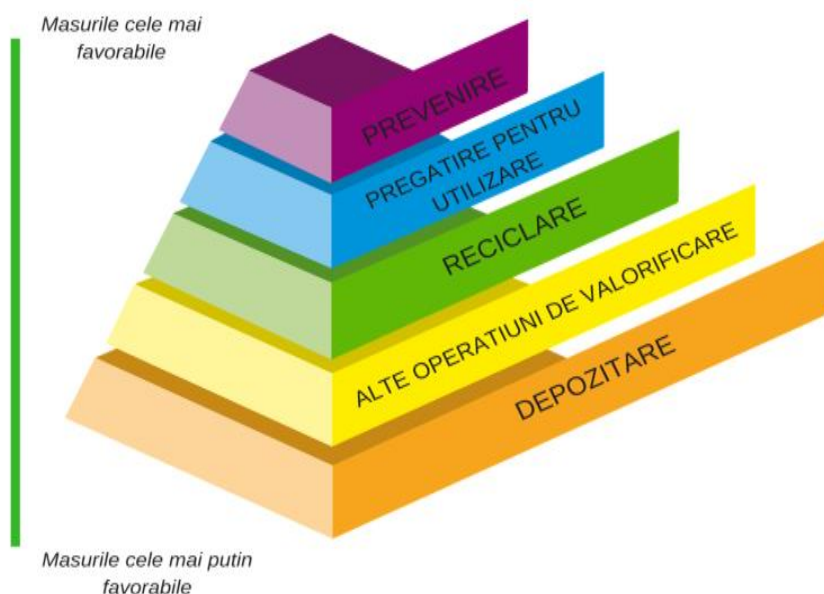 Masurile cele mai
favorabile
PREVENIRE
PREGATIRE PENTRU
UTILIZARE
RECICLARE
ALTE OPERATIUNI DE VALORIFICARE
DEPOZITARE
Masurile cele mai putin
favorabile